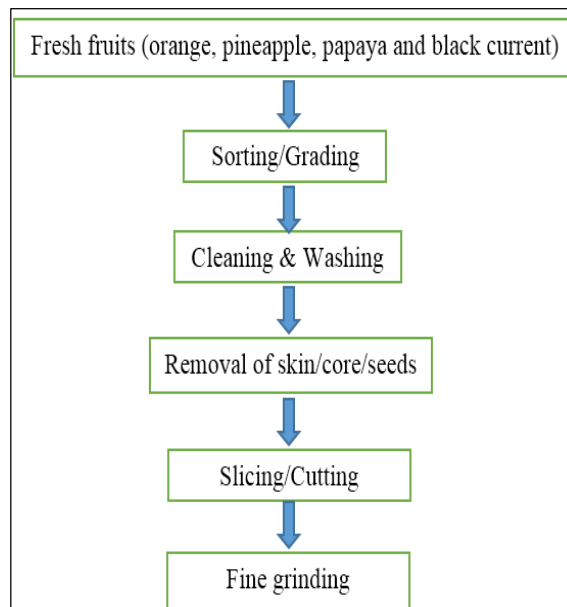 Fresh fruits (orange, pineapple, papaya and black current)
Sorting/Grading
Cleaning & Washing
Removal of skin/core/seeds
Slicing/Cutting
Fine grinding